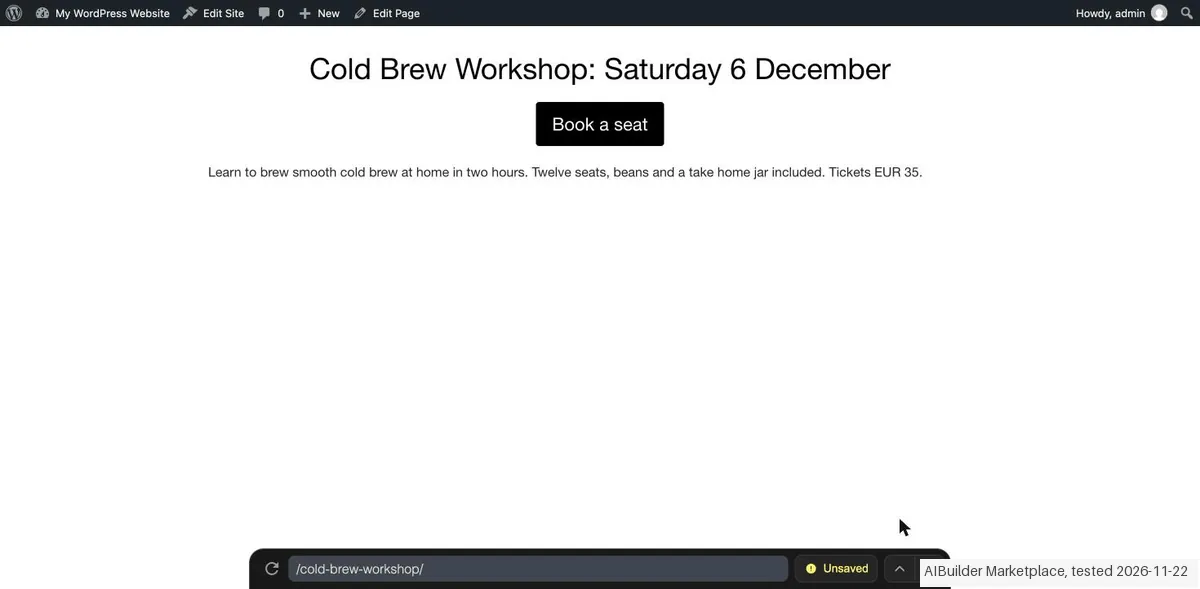 My WordPress Website Edit Site 0 New Edit Page Howdy, admin
Cold Brew Workshop: Saturday 6 December
Book a seat
Learn to brew smooth cold brew at home in two hours. Twelve seats, beans and a take home jar included. Tickets EUR 35.
/cold-brew-workshop/ Unsaved
AIBuilder Marketplace, tested 2026-11-22